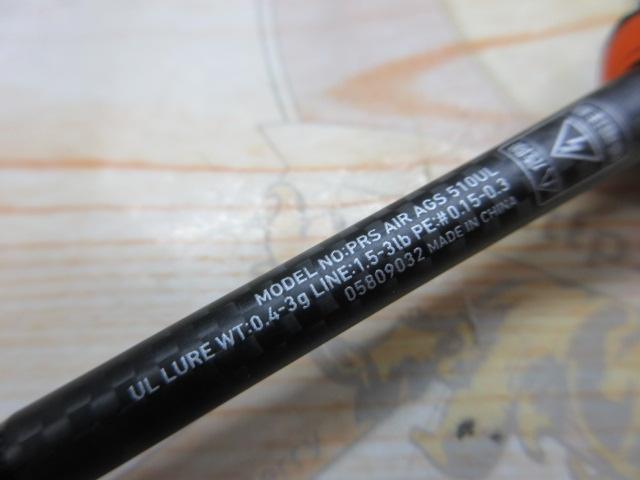 MODEL NO:PRS AIR AGS 510UL
UL LURE WT:0.4-3g LINE:1.5-3lb PE:#0.15-0.3
05809032 MADE IN CHINA